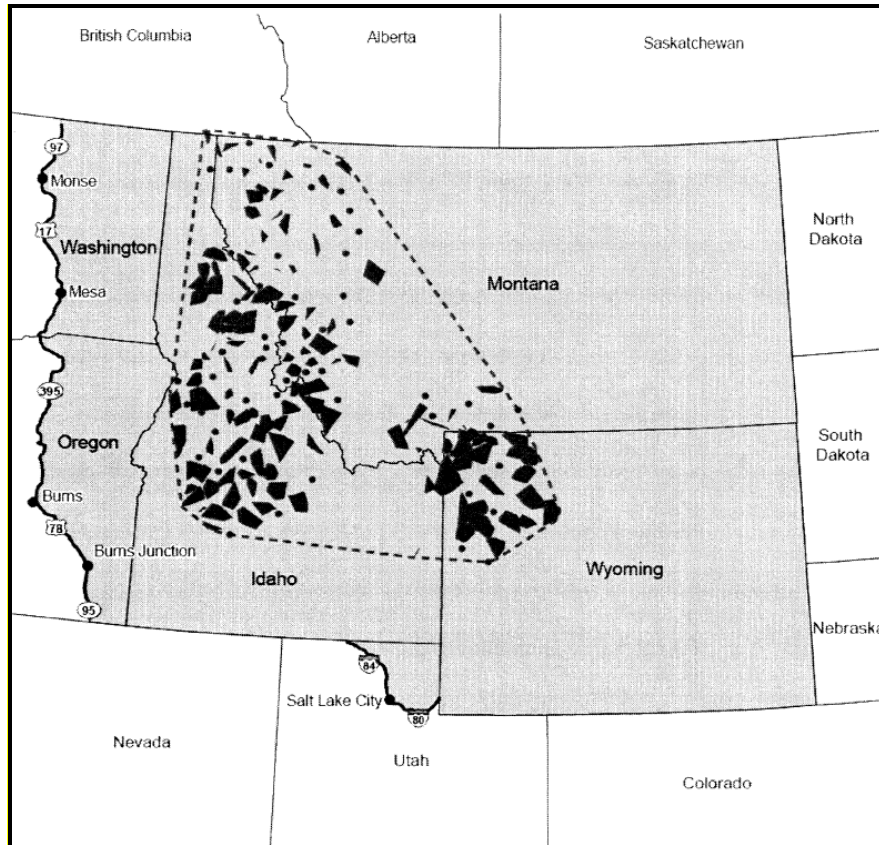 British Columbia
Alberta
Saskatchewan
97
Monse
17
Washington
North
Dakota
Montana
Mesa
395
Oregon
South
Dakota
Burns
78
Burns Junction
Idaho
Wyoming
95
Nebraska
84
Salt Lake City
80
Nevada
Utah
Colorado